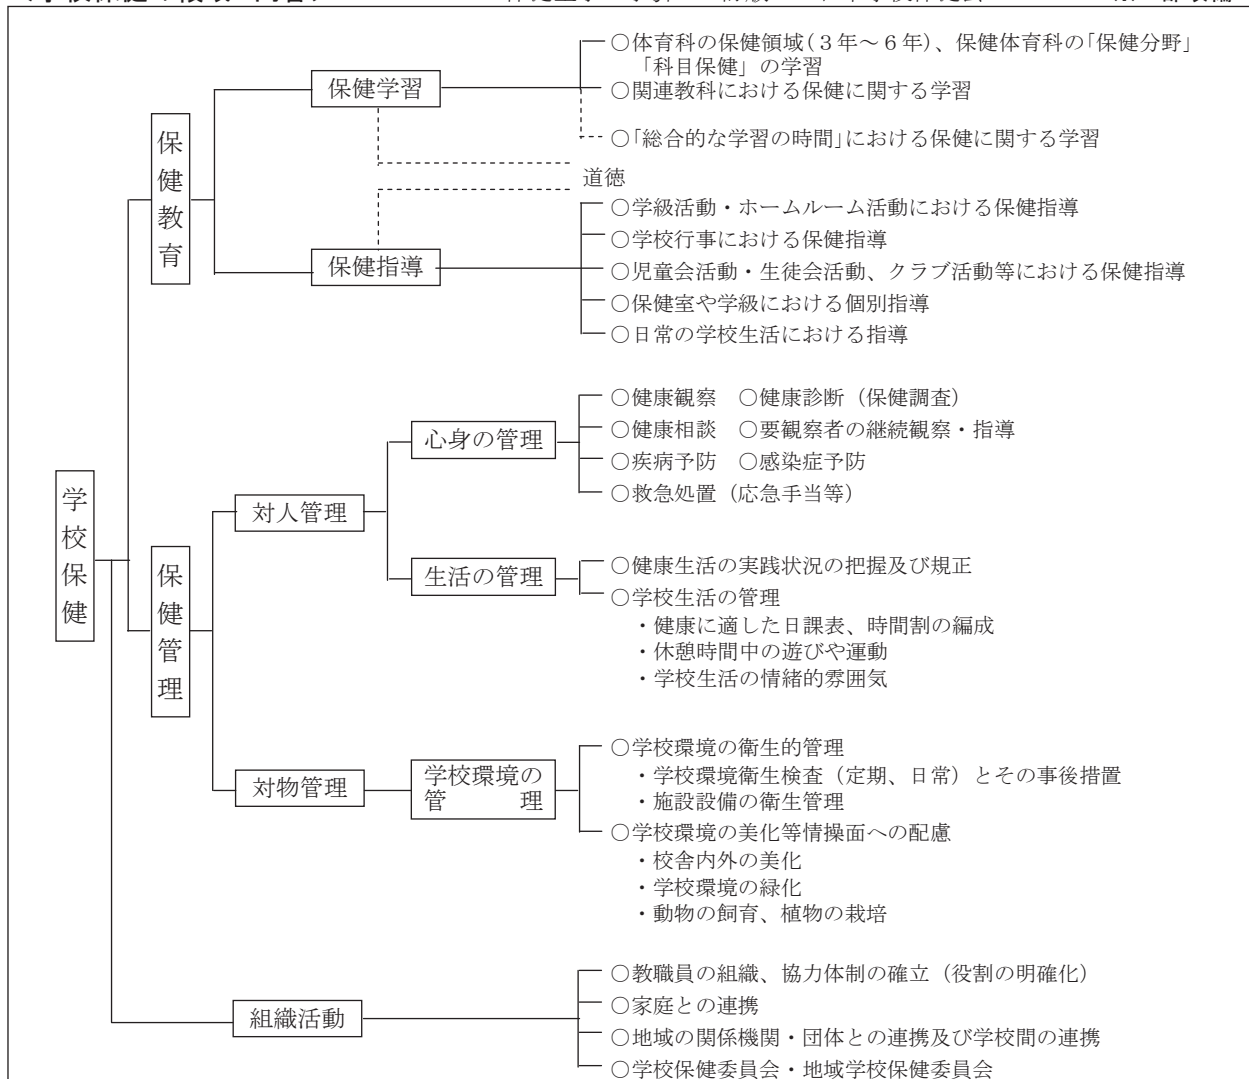 ○体育科の保健領域（３年～６年）、保健体育科の「保健分野」
「科目保健」の学習
保健学習
○関連教科における保健に関する学習
○「総合的な学習の時間」における保健に関する学習
保健教育
道徳
○学級活動・ホームルーム活動における保健指導
○学校行事における保健指導
保健指導
○児童会活動・生徒会活動、クラブ活動等における保健指導
○保健室や学級における個別指導
○日常の学校生活における指導
○健康観察　○健康診断（保健調査）
心身の管理
○健康相談　○要観察者の継続観察・指導
○疾病予防　○感染症予防
○救急処置（応急手当等）
学校保健
対人管理
保健管理
生活の管理
○健康生活の実践状況の把握及び規正
○学校生活の管理
・健康に適した日課表、時間割の編成
・休憩時間中の遊びや運動
・学校生活の情緒的雰囲気
対物管理
学校環境の
管　　　理
○学校環境の衛生的管理
・学校環境衛生検査（定期、日常）とその事後措置
・施設設備の衛生管理
○学校環境の美化等情操面への配慮
・校舎内外の美化
・学校環境の緑化
・動物の飼育、植物の栽培
組織活動
○教職員の組織、協力体制の確立（役割の明確化）
○家庭との連携
○地域の関係機関・団体との連携及び学校間の連携
○学校保健委員会・地域学校保健委員会